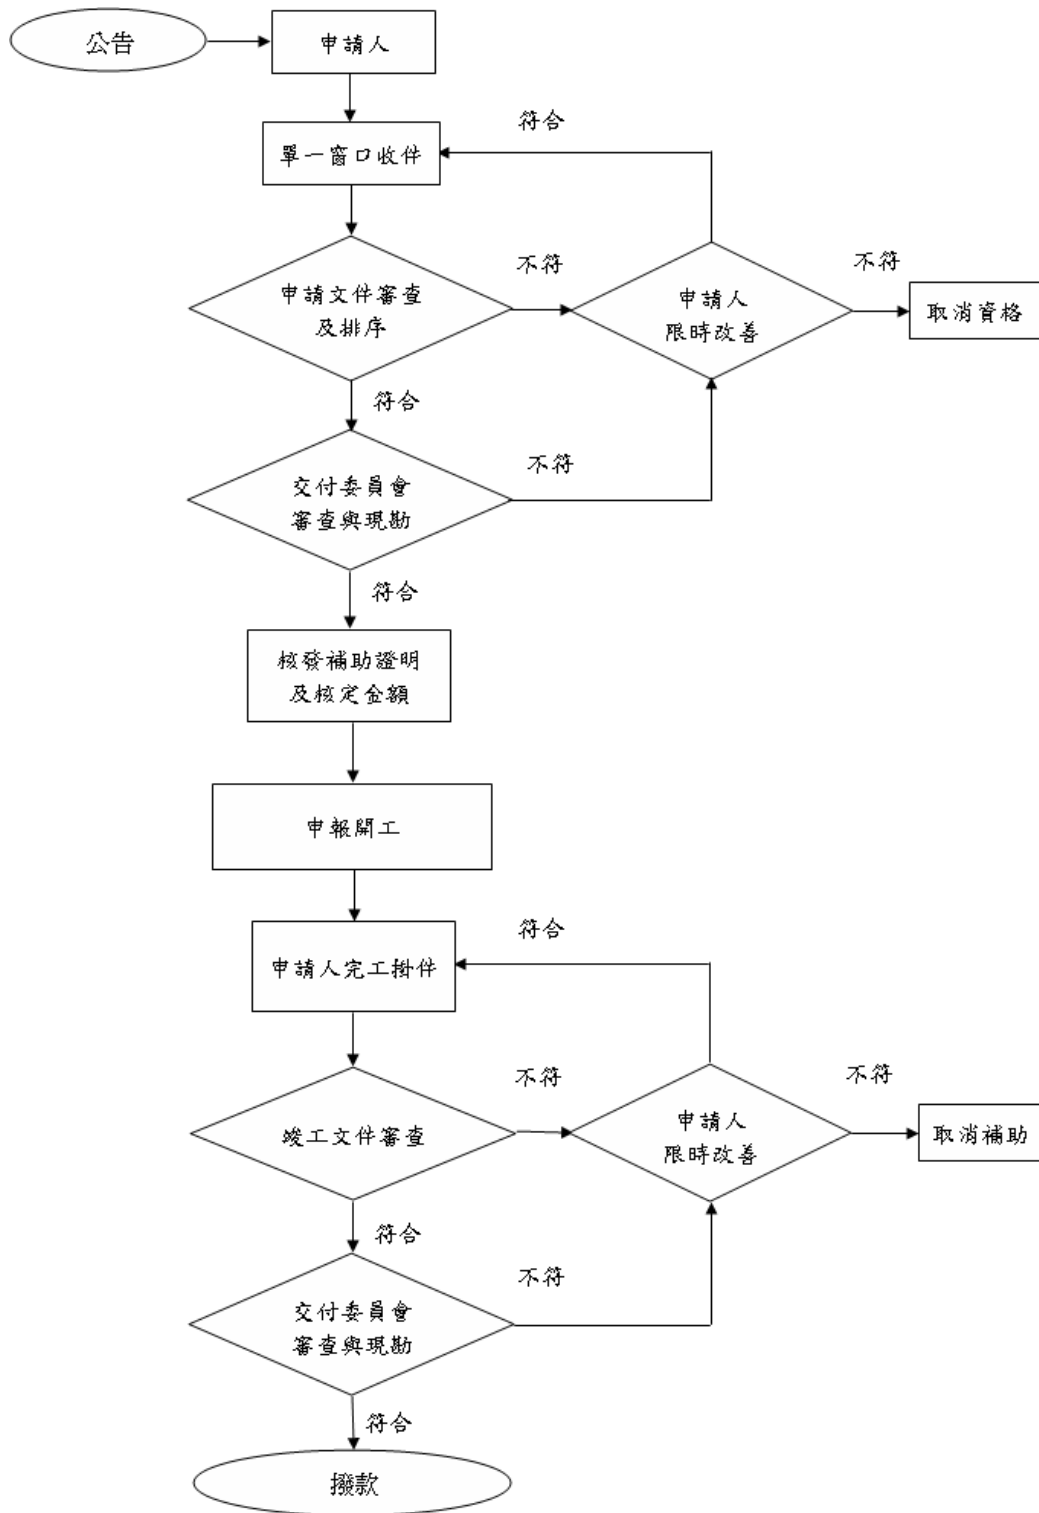 公告
申請人
符合
單一窗口收件
不符
不符
申請文件審查
及排序
申請人
限時改善
取消資格
符合
不符
交付委員會
審查與現勘
符合
核發補助證明
及核定金額
申報開工
符合
申請人完工掛件
不符
不符
竣工文件審查
申請人
限時改善
取消補助
符合
不符
交付委員會
審查與現勘
符合
撥款